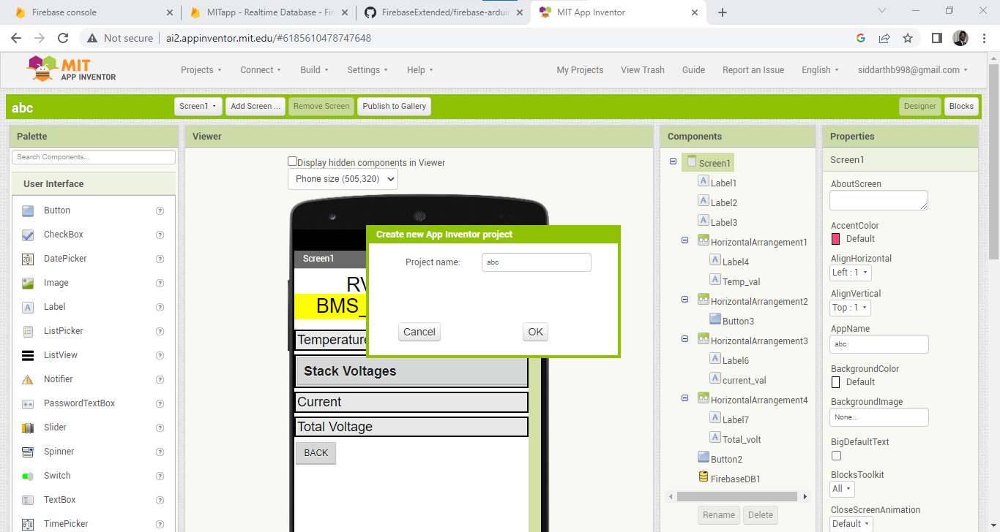 Firebase console
MITapp - Realtime Database - Fir
FirebaseExtended/firebase-arduin
MIT App Inventor
Not secure
ai2.appinventor.mit.edu/#6185610478747648
MIT
APP INVENTOR
Projects
Connect
Build
Settings
Help
My Projects
View Trash
Guide
Report an Issue
English
siddarthb998@gmail.com
abc
Screen1
Add Screen ...
Remove Screen
Publish to Gallery
Designer
Blocks
Palette
Search Components...
User Interface
Button
CheckBox
DatePicker
Image
Label
ListPicker
ListView
Notifier
PasswordTextBox
Slider
Spinner
Switch
TextBox
TimePicker
Viewer
Display hidden components in Viewer
Phone size (505,320)
Screen1
RV
BMS_
Temperature
Stack Voltages
Current
Total Voltage
BACK
Create new App Inventor project
Project name:
abc
Cancel
OK
Components
Screen1
Label1
Label2
Label3
HorizontalArrangement1
Label4
Temp_val
HorizontalArrangement2
Button3
HorizontalArrangement3
Label6
current_val
HorizontalArrangement4
Label7
Total_volt
Button2
FirebaseDB1
Rename
Delete
Properties
Screen1
AboutScreen
AccentColor
Default
AlignHorizontal
Left : 1
AlignVertical
Top : 1
AppName
abc
BackgroundColor
Default
BackgroundImage
None...
BigDefaultText
BlocksToolkit
All
CloseScreenAnimation
Default